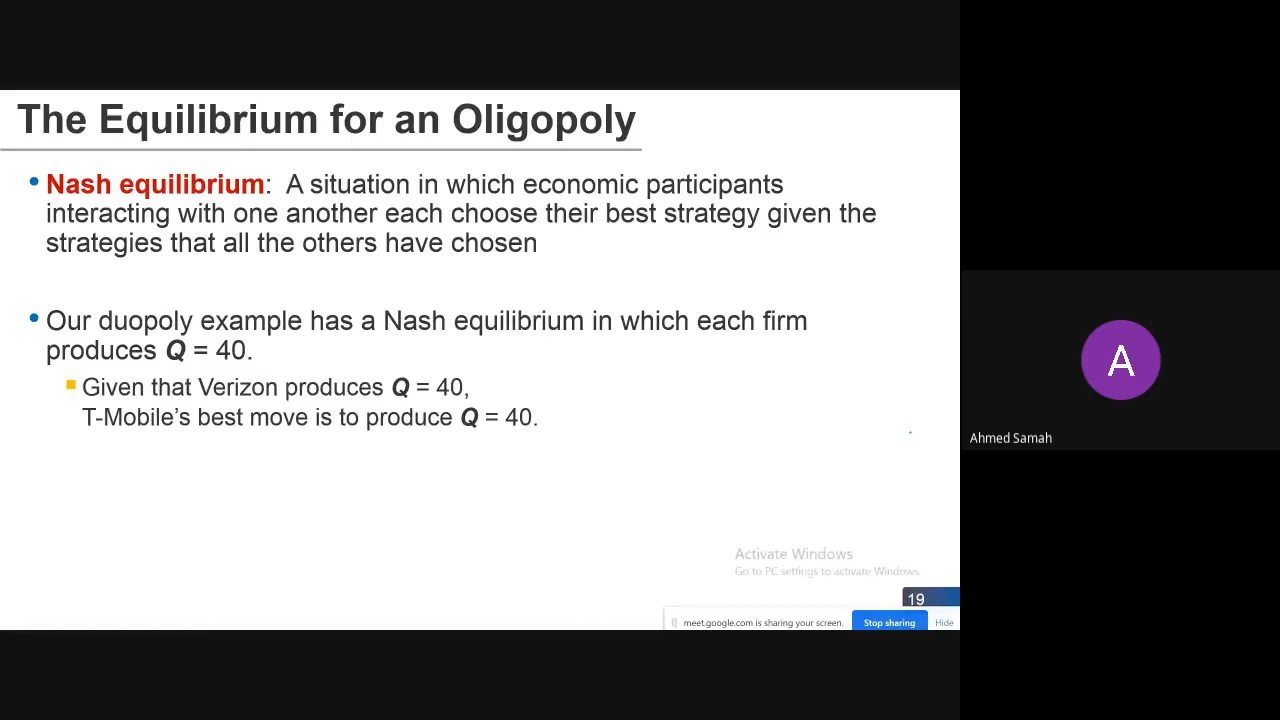 The Equilibrium for an Oligopoly
• Nash equilibrium: A situation in which economic participants
interacting with one another each choose their best strategy given the
strategies that all the others have chosen
• Our duopoly example has a Nash equilibrium in which each firm
produces Q = 40.
Given that Verizon produces Q = 40,
T-Mobile’s best move is to produce Q = 40.
A
Ahmed Samah
Activate Windows
Go to PC settings to activate Windows.
19
meet.google.com is sharing your screen. Stop sharing Hide